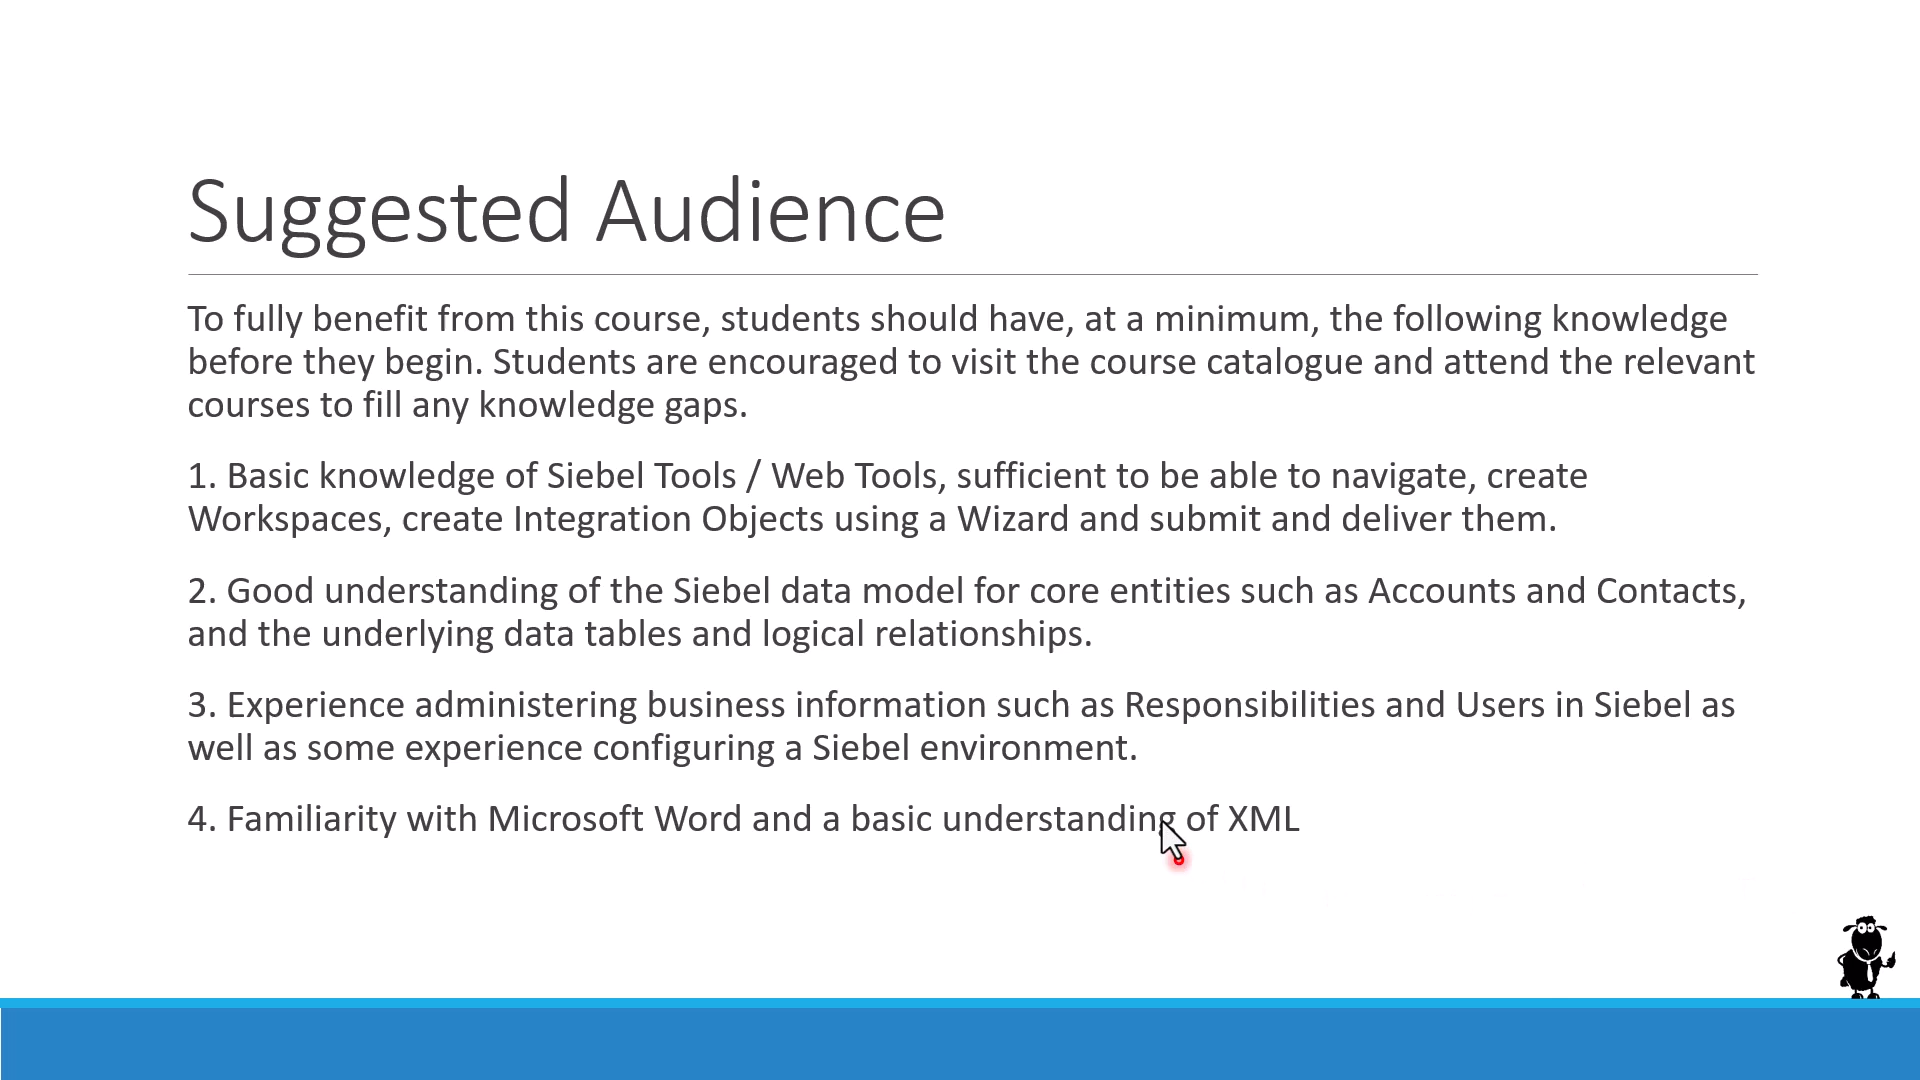 Suggested Audience
To fully benefit from this course, students should have, at a minimum, the following knowledge
before they begin. Students are encouraged to visit the course catalogue and attend the relevant
courses to fill any knowledge gaps.
1. Basic knowledge of Siebel Tools / Web Tools, sufficient to be able to navigate, create
Workspaces, create Integration Objects using a Wizard and submit and deliver them.
2. Good understanding of the Siebel data model for core entities such as Accounts and Contacts,
and the underlying data tables and logical relationships.
3. Experience administering business information such as Responsibilities and Users in Siebel as
well as some experience configuring a Siebel environment.
4. Familiarity with Microsoft Word and a basic understanding of XML